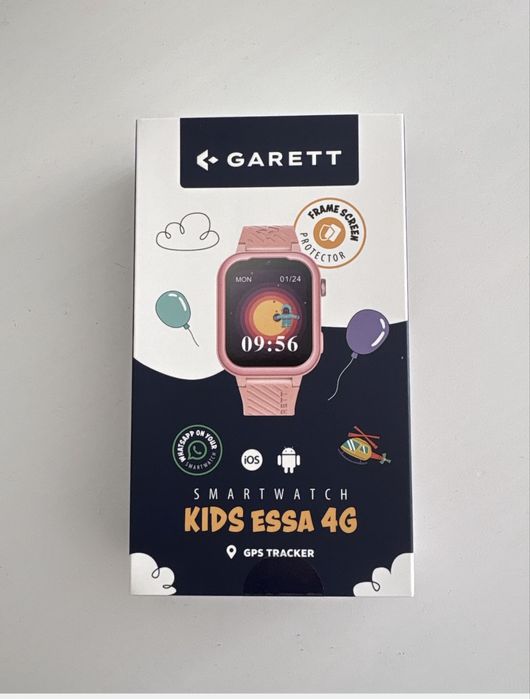 GARETT
FRAME SCREEN
PROTECTOR
MON 01/24
09:56
WHATSAPP ON YOUR
SMARTWATCH
iOS
SMARTWATCH
KIDS ESSA 4G
GPS TRACKER